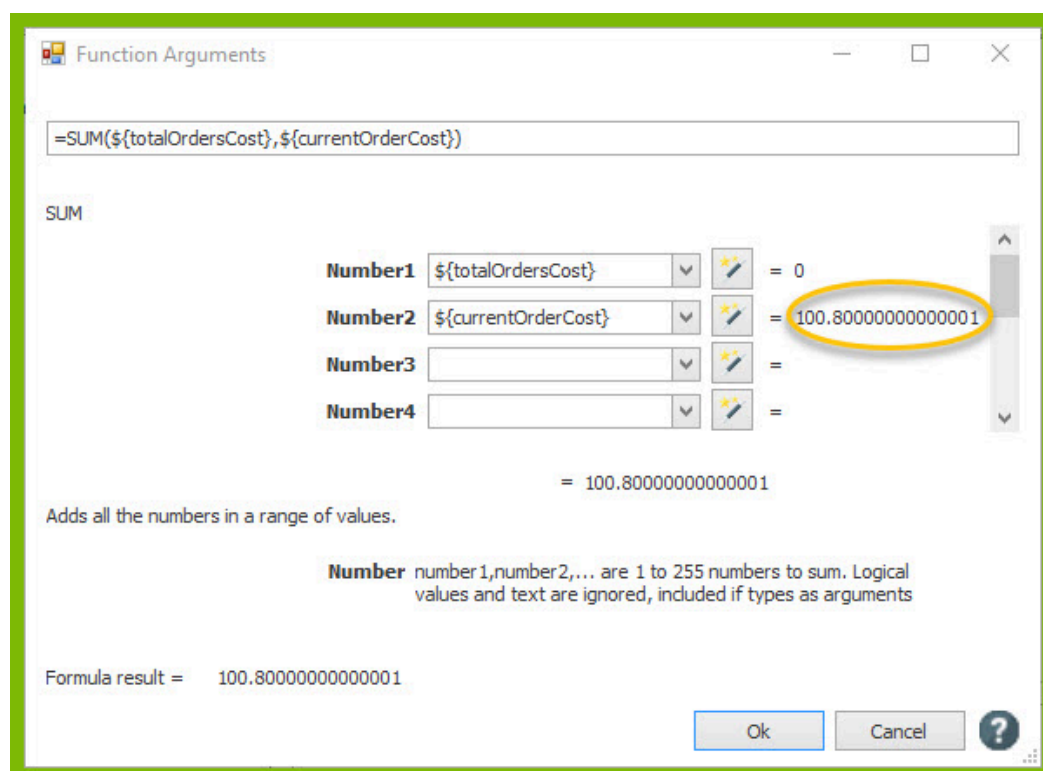 Function Arguments
=SUM(${totalOrdersCost},${currentOrderCost})
SUM
Number1 ${totalOrdersCost} = 0
Number2 ${currentOrderCost} = 100.80000000000001
Number3 =
Number4 =
= 100.80000000000001
Adds all the numbers in a range of values.
Number number1,number2,... are 1 to 255 numbers to sum. Logical
values and text are ignored, included if types as arguments
Formula result = 100.80000000000001
Ok Cancel ?